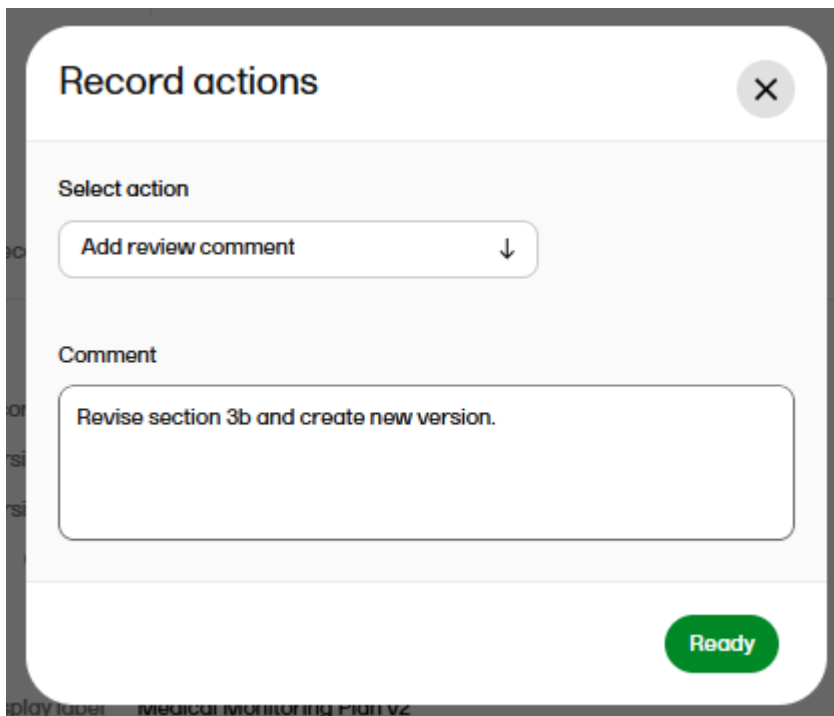 Record actions
Select action
Add review comment
Comment
Revise section 3b and create new version.
Ready
Medical Monitoring Plan v2